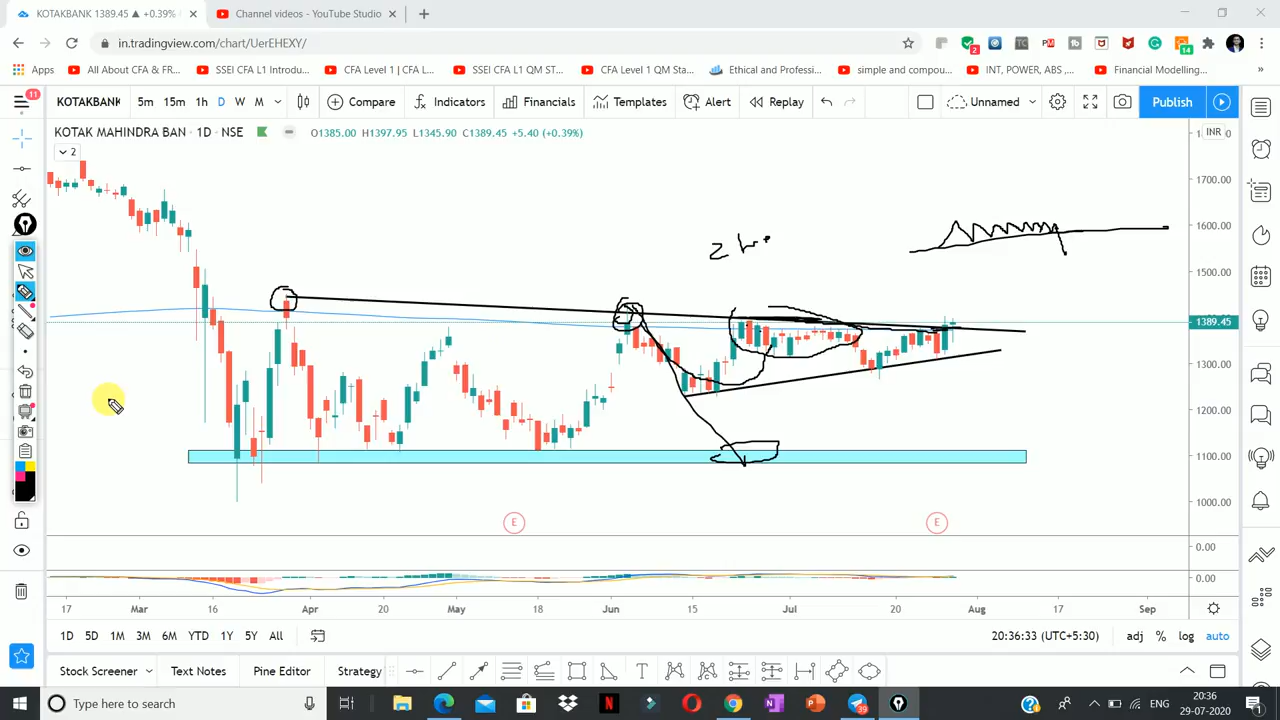 KOTAKBANK 1389.45 ▲ +0.39% Channel videos - YouTube Studio
in.tradingview.com/chart/UerEHEXY/
Apps All About CFA & FR... SSEI CFA L1 Introdu... CFA Level 1 | CFA L... SSEI CFA L1 QM ST... CFA Level 1 QM Sta... Ethical and Professi... simple and compou... INT, POWER, ABS ,... Financial Modelling...
KOTAKBANK 5m 15m 1h D W M Compare Indicators Financials Templates Alert Replay Unnamed Publish
11
2
14
KOTAK MAHINDRA BAN · 1D · NSE O1385.00 H1397.95 L1345.90 C1389.45 +5.40 (+0.39%) INR
2
1700.00
1600.00
1500.00
1389.45
1300.00
1200.00
1100.00
1000.00
E E
0.00
0.00
17 Mar 16 Apr 20 May 18 Jun 15 Jul 20 Aug 17 Sep
1D 5D 1M 3M 6M YTD 1Y 5Y All 20:36:33 (UTC+5:30) adj % log auto
Stock Screener Text Notes Pine Editor Strategy
Type here to search 39 ENG 20:36
29-07-2020